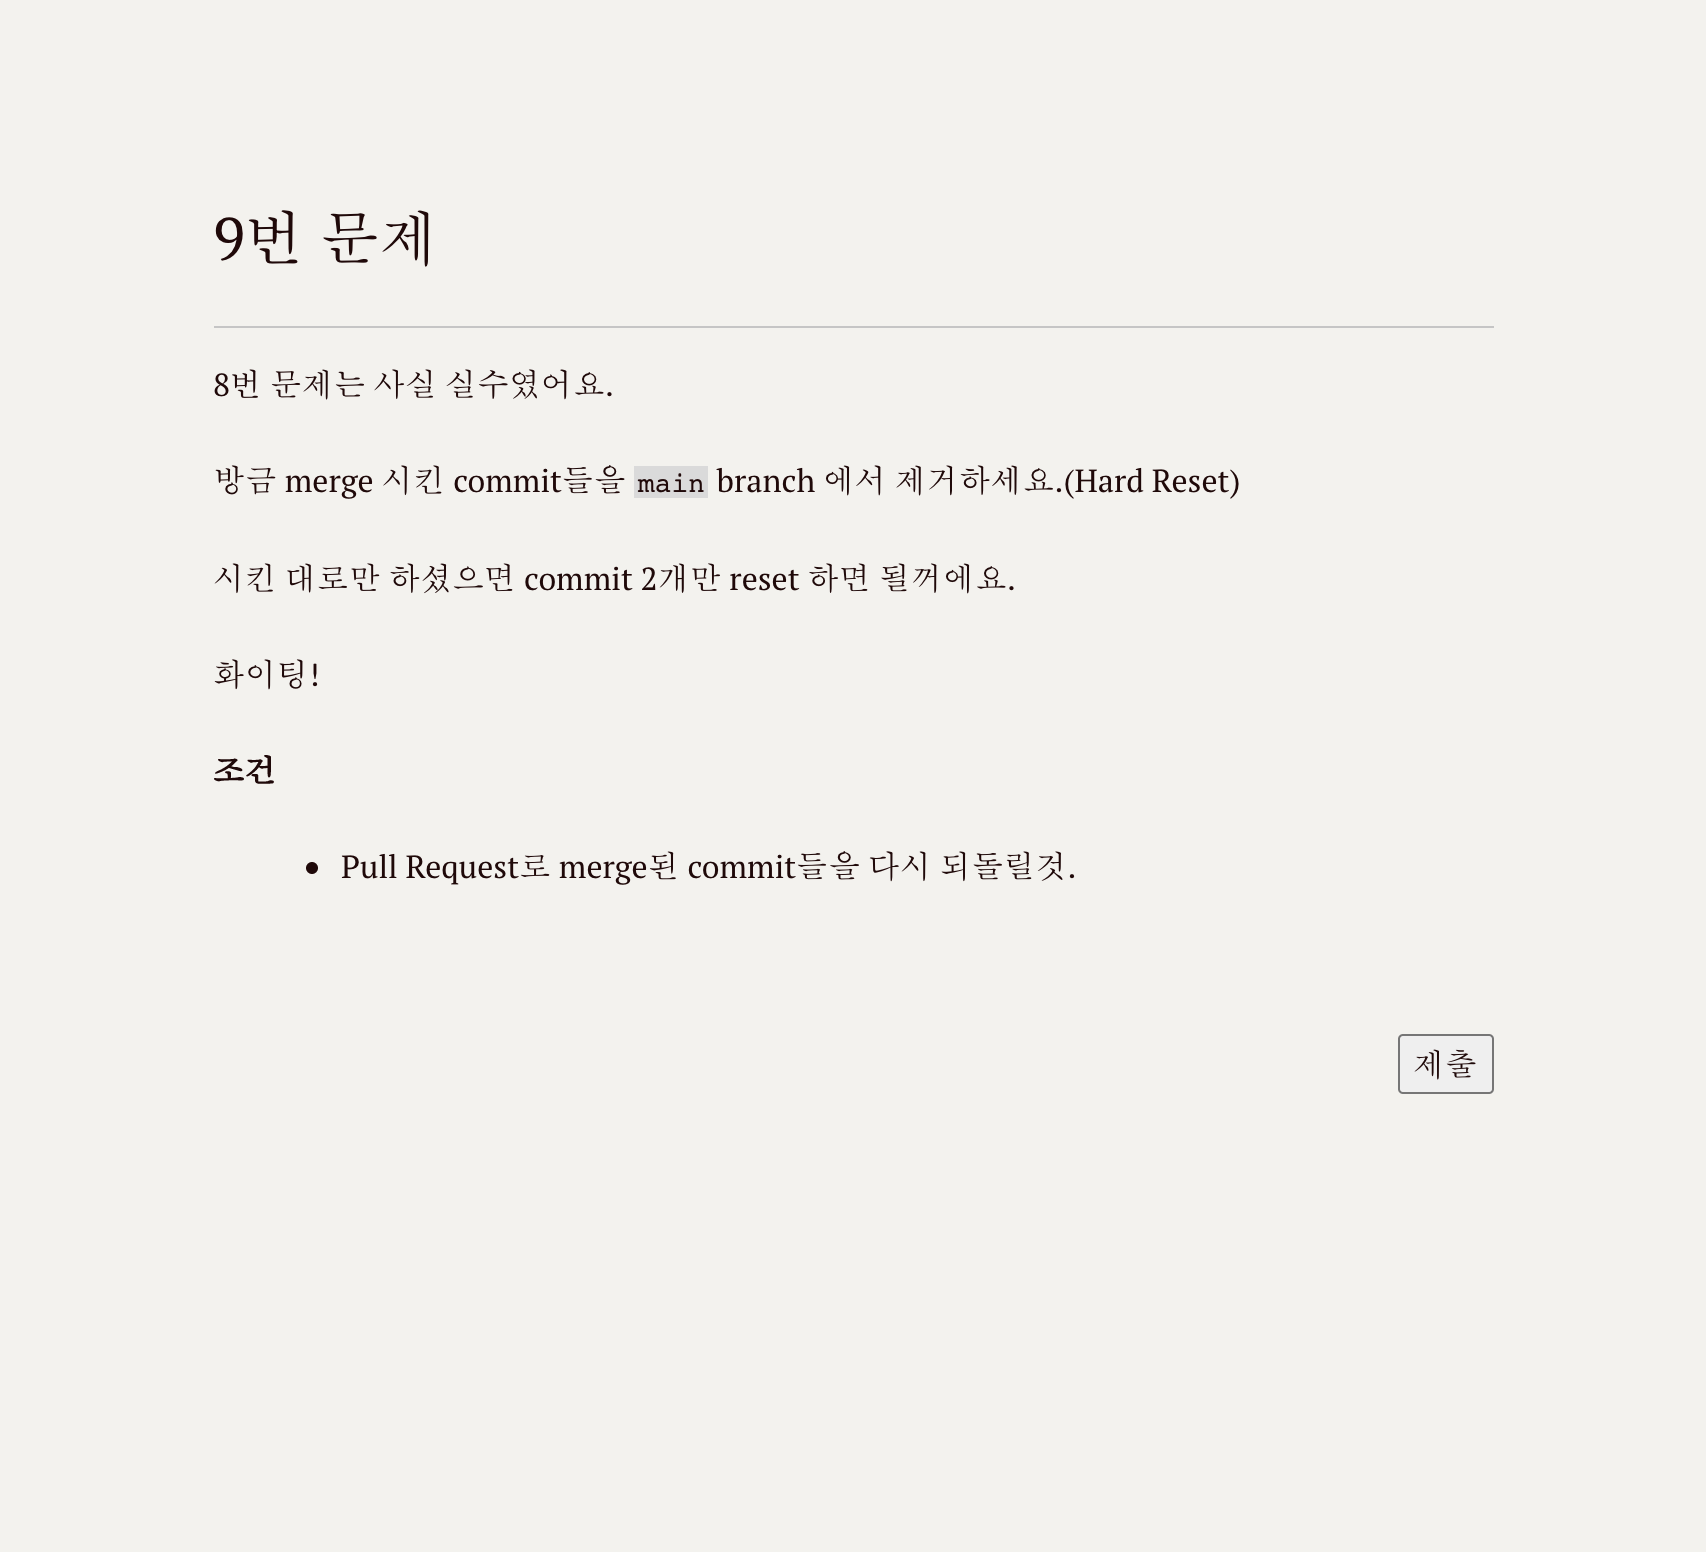 9번 문제
8번 문제는 사실 실수였어요.
방금 merge 시킨 commit들을 main branch 에서 제거하세요.(Hard Reset)
시킨 대로만 하셨으면 commit 2개만 reset 하면 될꺼에요.
화이팅!
조건
• Pull Request로 merge된 commit들을 다시 되돌릴것.
제출